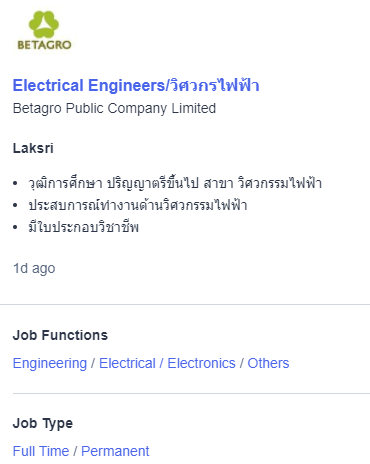 BETAGRO
Electrical Engineers/วิศวกรไฟฟ้า
Betagro Public Company Limited
Laksri
• วุฒิการศึกษา ปริญญาตรีขึ้นไป สาขา วิศวกรรมไฟฟ้า
• ประสบการณ์ทำงานด้านวิศวกรรมไฟฟ้า
• มีใบประกอบวิชาชีพ
1d ago
Job Functions
Engineering / Electrical / Electronics / Others
Job Type
Full Time / Permanent